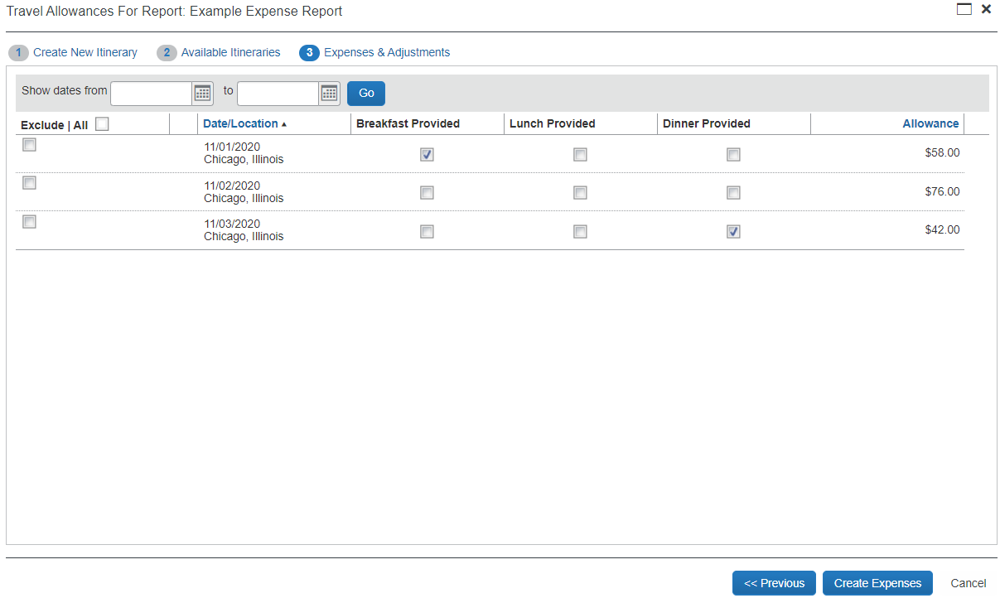 Travel Allowances For Report: Example Expense Report
1 Create New Itinerary 2 Available Itineraries 3 Expenses & Adjustments
Show dates from to Go
Exclude | All Date/Location Breakfast Provided Lunch Provided Dinner Provided Allowance
11/01/2020
Chicago, Illinois
$58.00
11/02/2020
Chicago, Illinois
$76.00
11/03/2020
Chicago, Illinois
$42.00
<< Previous Create Expenses Cancel